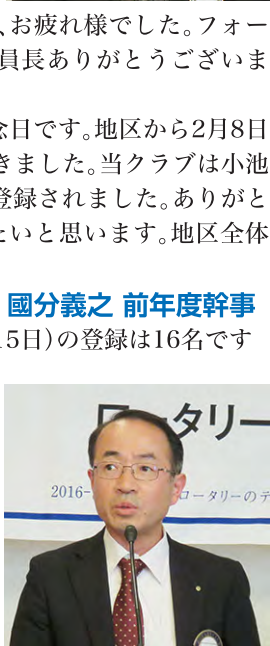 、お疲れ様でした。フォー
員長ありがとうございま
念日です。地区から2月8日
きました。当クラブは小池
登録されました。ありがと
たいと思います。地区全体
國分義之 前年度幹事
15日)の登録は16名です
ロータリー
2016-
ロータリーのテ